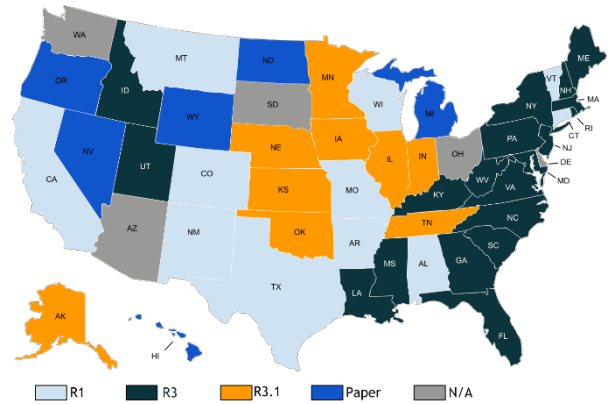 WA
MT
ND
MN
ME
VT
NH
OR
ID
SD
WI
MI
NY
MA
RI
CT
WY
IA
PA
NJ
NE
IL
IN
OH
DE
MD
NV
UT
CO
KS
MO
KY
WV
VA
CA
AZ
NM
OK
AR
TN
NC
SC
MS
AL
GA
TX
LA
FL
AK
HI
R1
R3
R3.1
Paper
N/A